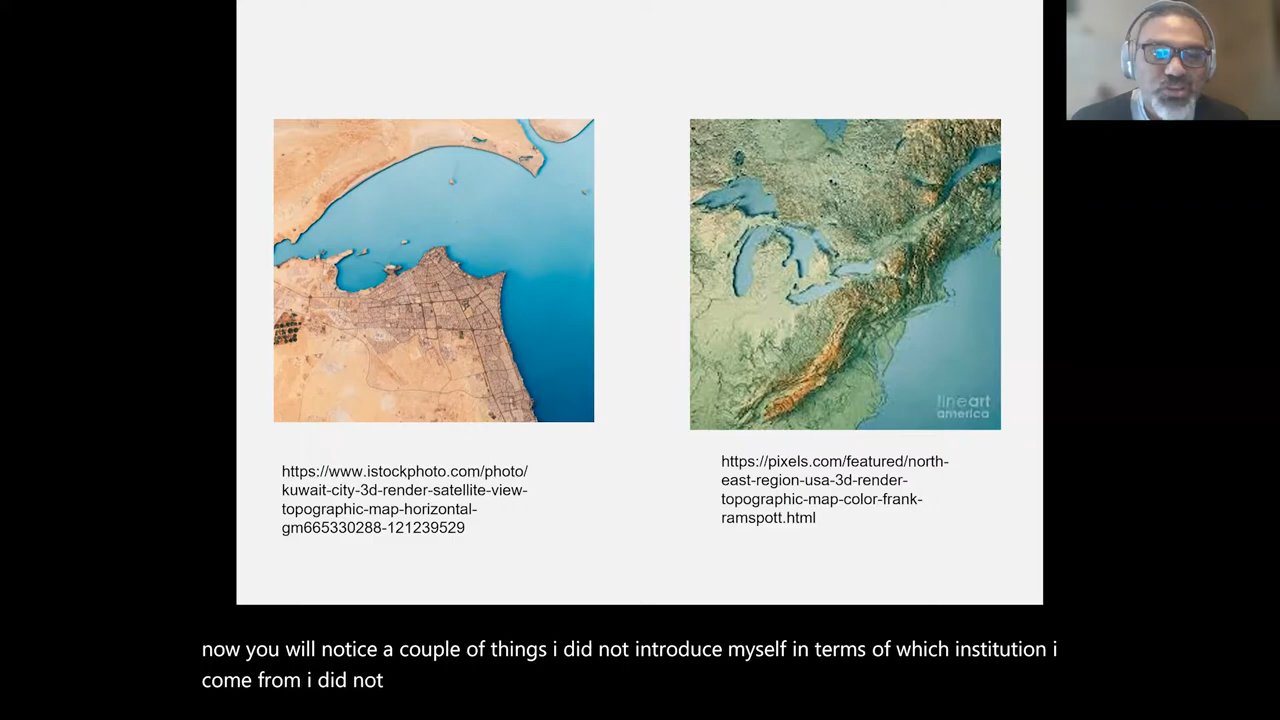 fineart
america
https://www.istockphoto.com/photo/
kuwait-city-3d-render-satellite-view-
topographic-map-horizontal-
gm665330288-121239529
https://pixels.com/featured/north-
east-region-usa-3d-render-
topographic-map-color-frank-
ramspott.html
now you will notice a couple of things i did not introduce myself in terms of which institution i
come from i did not